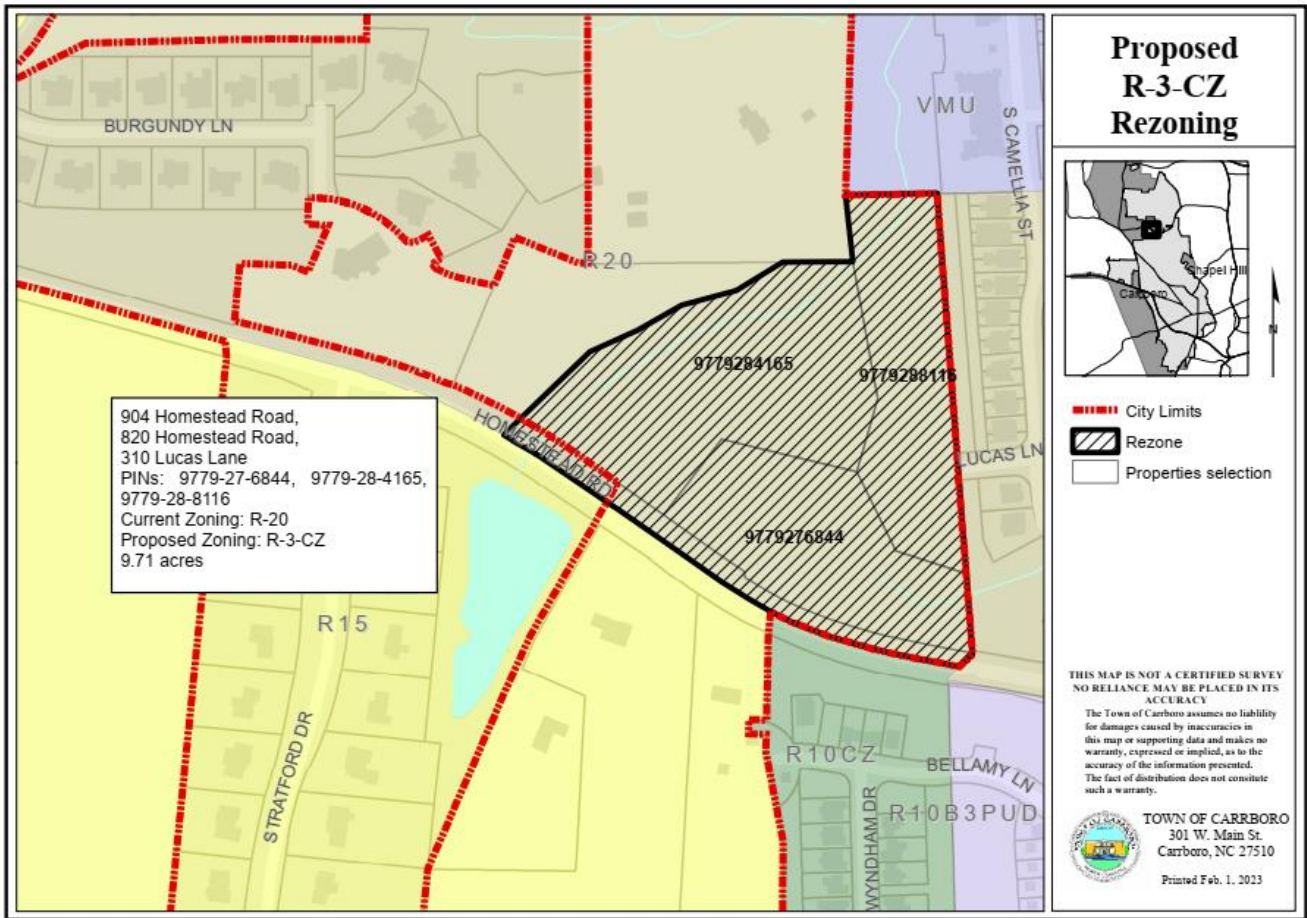 Proposed
R-3-CZ
Rezoning
BURGUNDY LN
VMU
S CAMELLIA ST
R20
9779284165
9779288116
HOMESTEAD RD
LUCAS LN
9779276844
904 Homestead Road,
820 Homestead Road,
310 Lucas Lane
PINs: 9779-27-6844, 9779-28-4165,
9779-28-8116
Current Zoning: R-20
Proposed Zoning: R-3-CZ
9.71 acres
R15
STRATFORD DR
R10CZ
BELLAMY LN
R10B3PUD
WYNDHAM DR
Chapel Hill
Carrboro
N
City Limits
Rezone
Properties selection
THIS MAP IS NOT A CERTIFIED SURVEY
NO RELIANCE MAY BE PLACED IN ITS
ACCURACY
The Town of Carrboro assumes no liablility
for damages caused by inaccuracies in
this map or supporting data and makes no
warranty, expressed or implied, as to the
accuracy of the information presented.
The fact of distribution does not consitute
such a warranty.
TOWN OF CARRBORO
301 W. Main St.
Carrboro, NC 27510
Printed Feb. 1, 2023